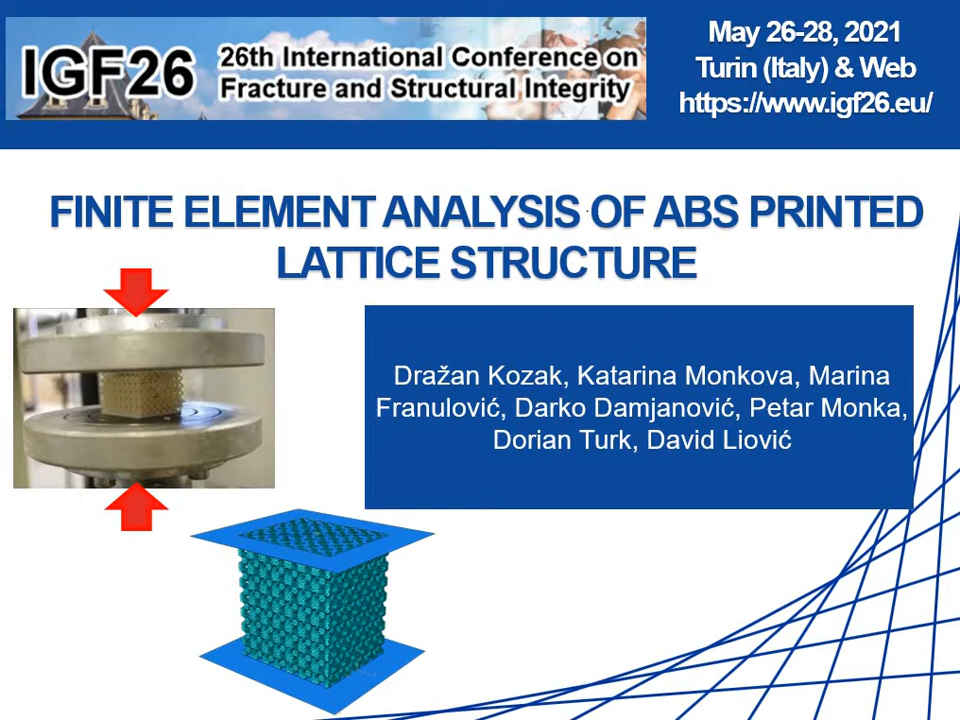 IGF26
26th International Conference on
Fracture and Structural Integrity
May 26-28, 2021
Turin (Italy) & Web
https://www.igf26.eu/
FINITE ELEMENT ANALYSIS OF ABS PRINTED
LATTICE STRUCTURE
Dražan Kozak, Katarina Monkova, Marina
Franulović, Darko Damjanović, Petar Monka,
Dorian Turk, David Liović